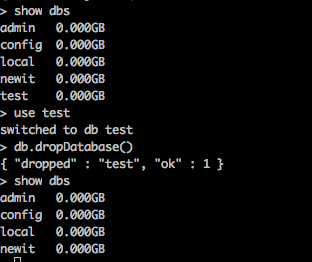 > show dbs
admin   0.000GB
config  0.000GB
local   0.000GB
newit   0.000GB
test    0.000GB
> use test
switched to db test
> db.dropDatabase()
{ "dropped" : "test", "ok" : 1 }
> show dbs
admin   0.000GB
config  0.000GB
local   0.000GB
newit   0.000GB